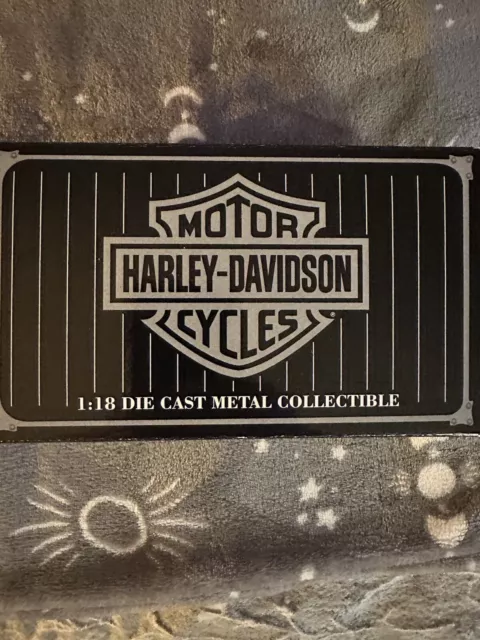 MOTOR
HARLEY-DAVIDSON
CYCLES®
1:18 DIE CAST METAL COLLECTIBLE